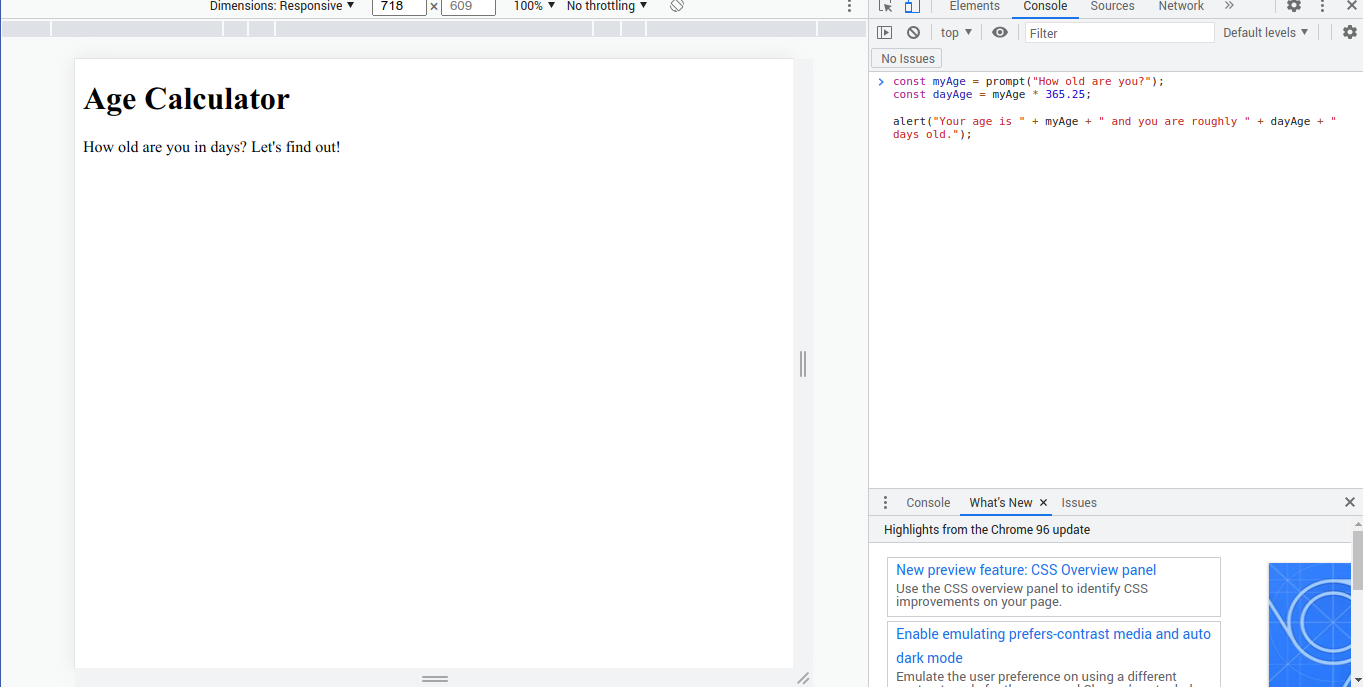 Dimensions: Responsive ▼ 718 × 609 100% ▼ No throttling ▼
Elements Console Sources Network »
top ▼ Filter Default levels ▼
No Issues
Age Calculator
How old are you in days? Let's find out!
> const myAge = prompt("How old are you?");
const dayAge = myAge * 365.25;
alert("Your age is " + myAge + " and you are roughly " + dayAge + "
days old.");
Console What's New × Issues
Highlights from the Chrome 96 update
New preview feature: CSS Overview panel
Use the CSS overview panel to identify CSS
improvements on your page.
Enable emulating prefers-contrast media and auto
dark mode
Emulate the user preference on using a different